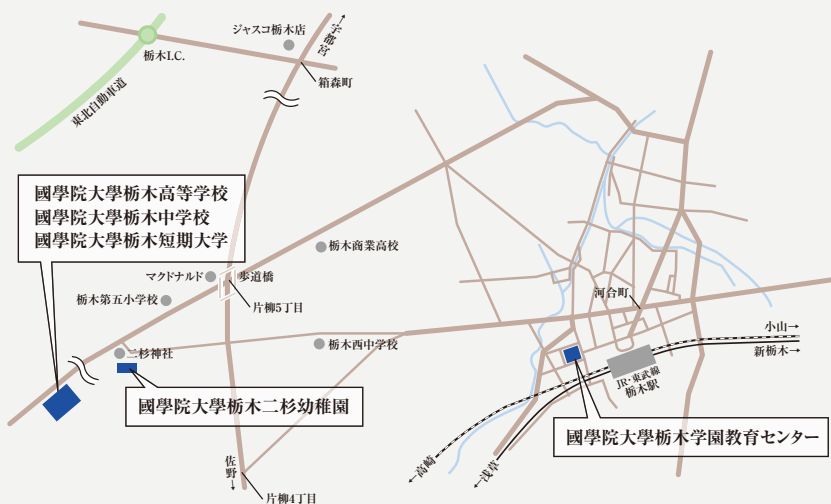 ジャスコ栃木店
↑宇都宮
栃木I.C.
東北自動車道
箱森町
國學院大學栃木高等学校
國學院大學栃木中学校
國學院大學栃木短期大学
栃木商業高校
マクドナルド
歩道橋
栃木第五小学校
片柳5丁目
河合町
小山→
新栃木→
二杉神社
栃木西中学校
JR・東武線
栃木駅
國學院大學栃木二杉幼稚園
國學院大學栃木学園教育センター
佐野↓
←高崎
←浅草
片柳4丁目